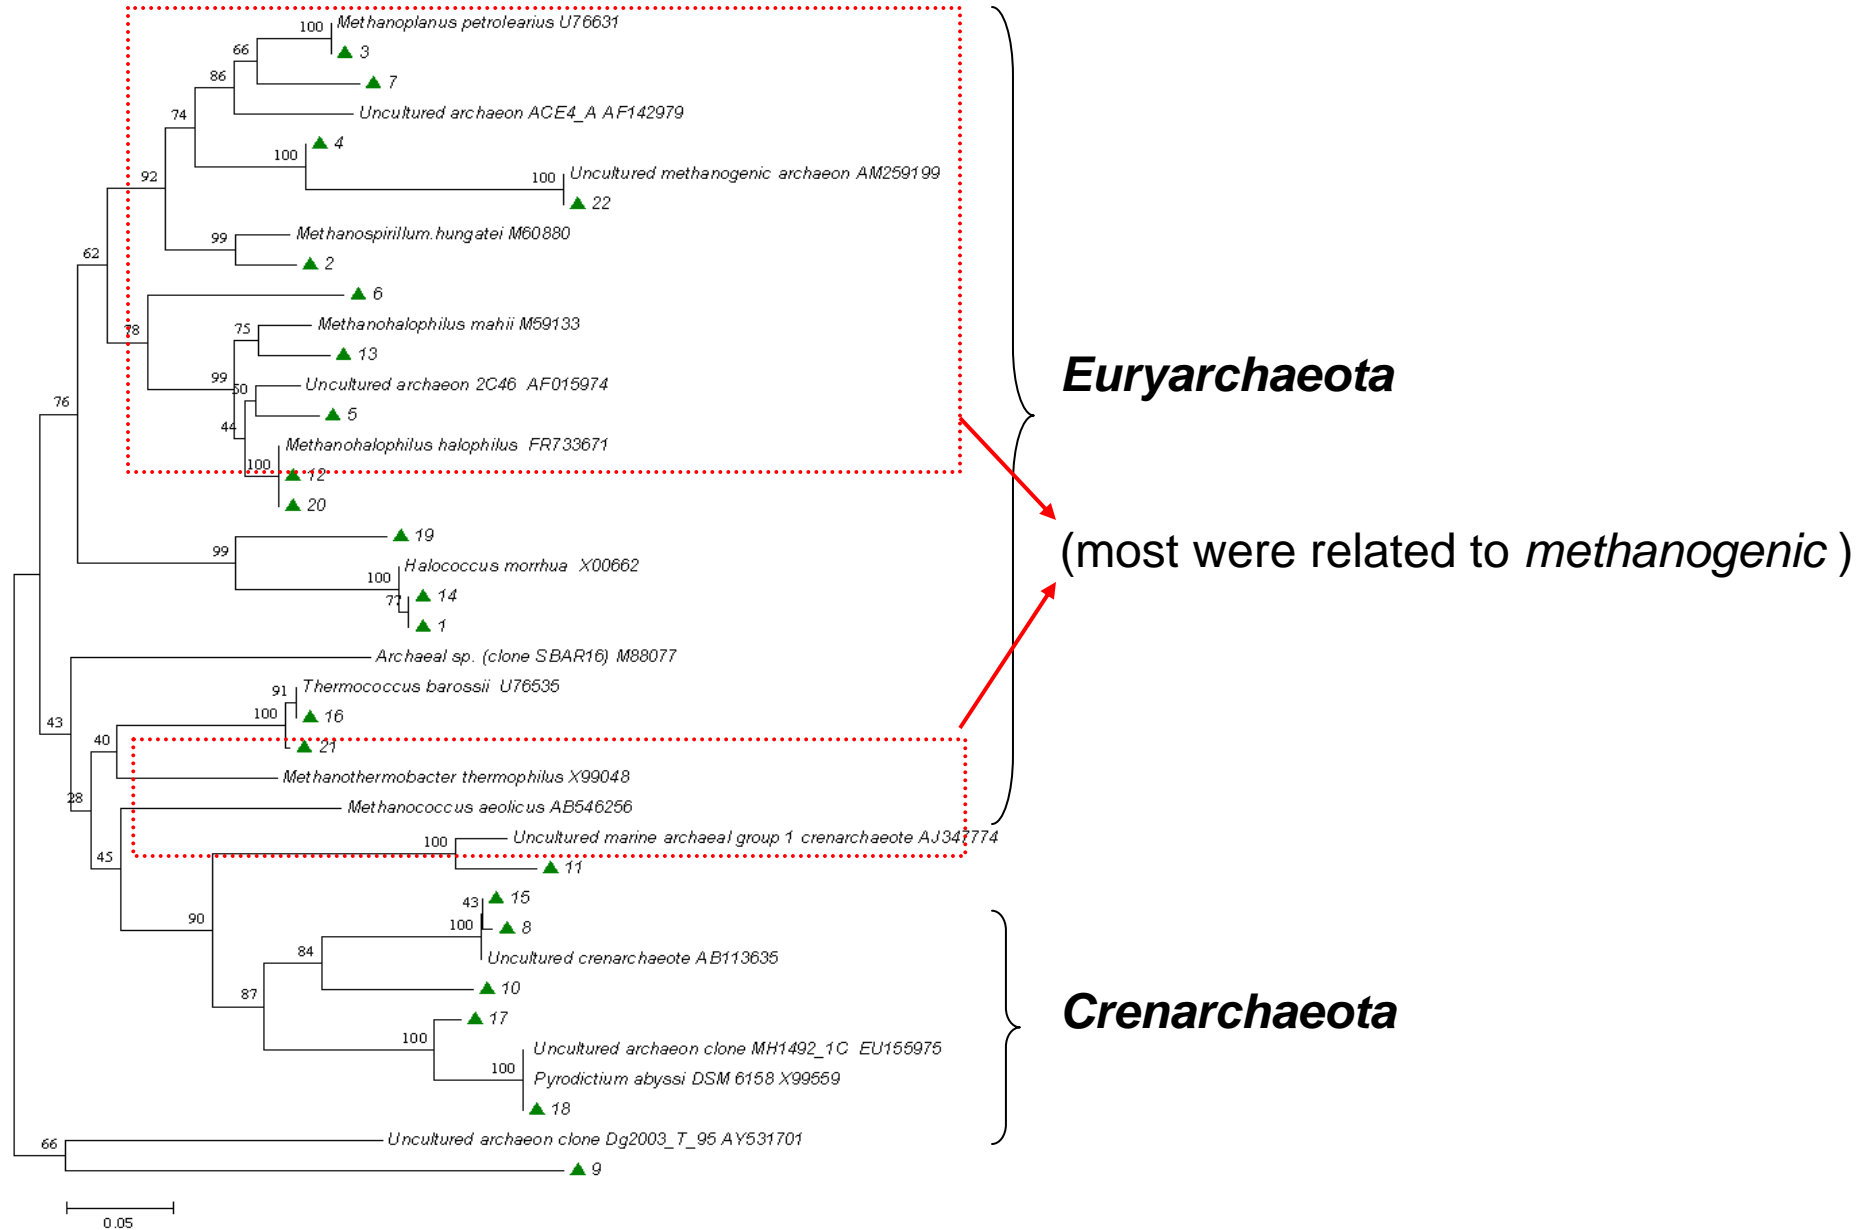 100 Methanoplanus petrolearius U76631
3
66
7
86
Uncultured archaeon ACE4_A AF142979
74
4
100
100 Uncultured methanogenic archaeon AM259199
92
22
Methanospirillum.hungatei M60880
99
62
2
6
78
75 Methanohalophilus mahii M59133
13
99
50 Uncultured archaeon 2C46 AF015974
76
5
44
Methanohalophilus halophilus FR733671
100
12
20
19
99
Halococcus morrhua X00662
100
14
77
1
Archaeal sp. (clone SBAR16) M88077
91 Thermococcus barossii U76535
100 16
43
21
40
Methanothermobacter thermophilus X99048
28
Methanococcus aeolicus AB546256
100 Uncultured marine archaeal group 1 crenarchaeote AJ347774
45
11
15
43
8
90
100
84
Uncultured crenarchaeote AB113635
10
87
17
100
Uncultured archaeon clone MH1492_1C EU155975
100
Pyrodictium abyssi DSM 6158 X99559
18
66
Uncultured archaeon clone Dg2003_T_95 AY531701
9
0.05
Euryarchaeota
(most were related to methanogenic )
Crenarchaeota